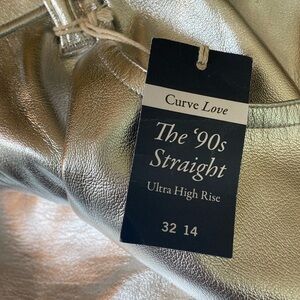 Curve Love
The '90s
Straight
Ultra High Rise
32 14